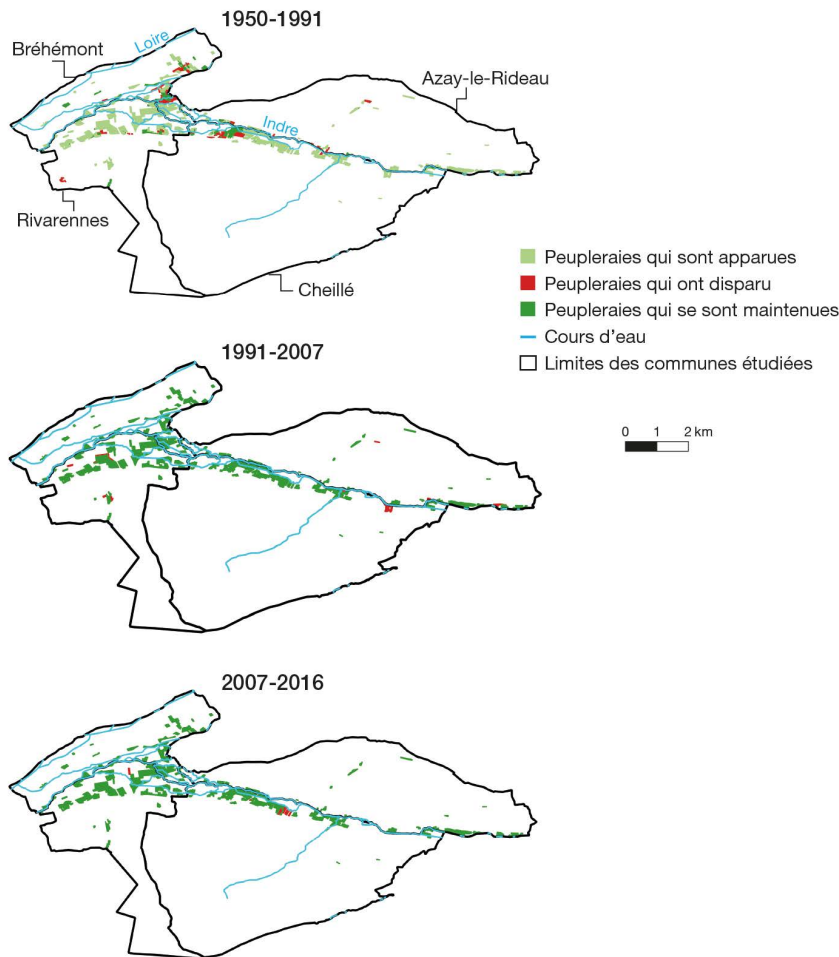 1950-1991
Loire
Bréhémont
Azay-le-Rideau
Indre
Rivarennes
Cheillé
Peupleraies qui sont apparues
Peupleraies qui ont disparu
Peupleraies qui se sont maintenues
Cours d'eau
Limites des communes étudiées
0 1 2 km
1991-2007
2007-2016